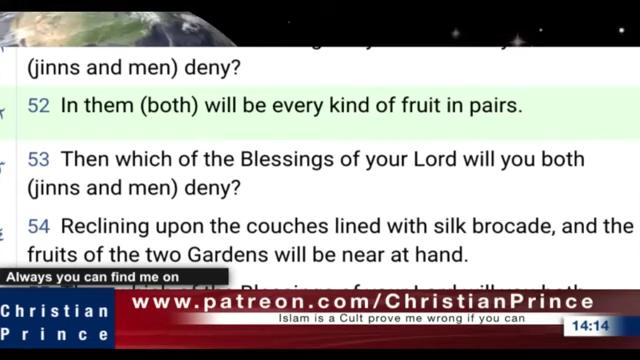 (jinns and men) deny?
52 In them (both) will be every kind of fruit in pairs.
53 Then which of the Blessings of your Lord will you both
(jinns and men) deny?
54 Reclining upon the couches lined with silk brocade, and the
fruits of the two Gardens will be near at hand.
Always you can find me on
Christian
Prince
www.patreon.com/ChristianPrince
Islam is a Cult prove me wrong if you can
14:14